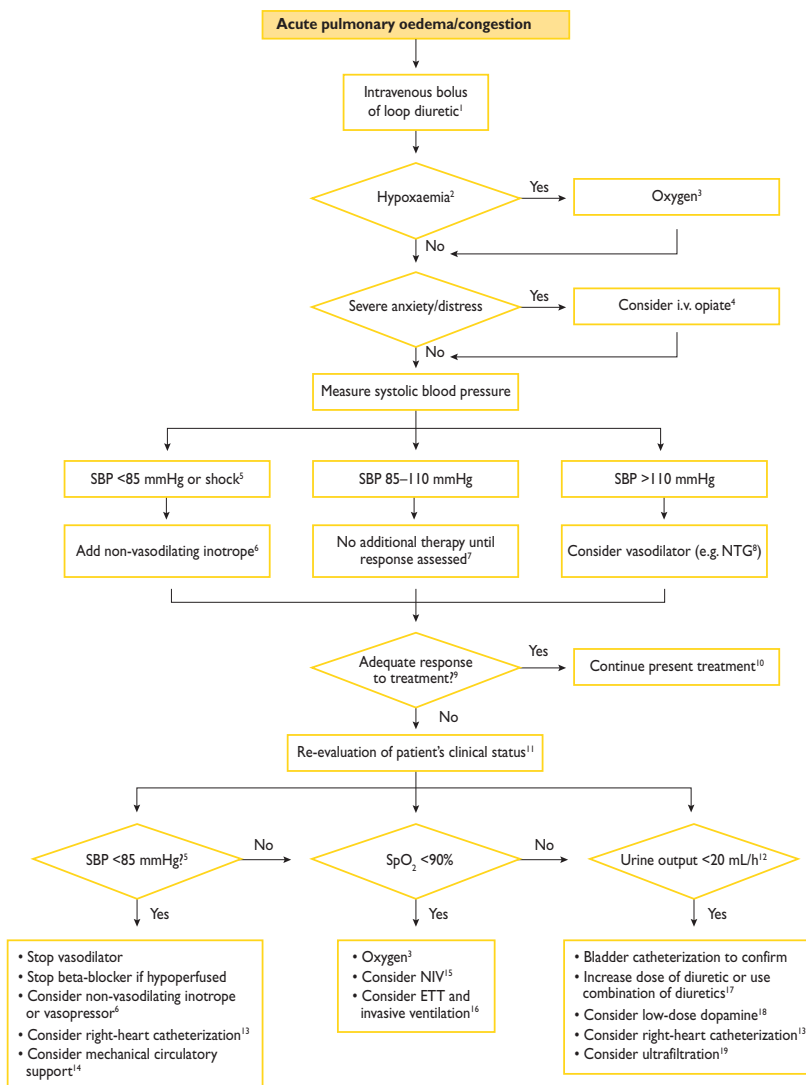 Acute pulmonary oedema/congestion
Intravenous bolus
of loop diuretic¹
Hypoxaemia²
Yes
Oxygen³
No
Severe anxiety/distress
Yes
Consider i.v. opiate⁴
No
Measure systolic blood pressure
SBP <85 mmHg or shock⁵
SBP 85–110 mmHg
SBP >110 mmHg
Add non-vasodilating inotrope⁶
No additional therapy until
response assessed⁷
Consider vasodilator (e.g. NTG⁸)
Adequate response
to treatment?⁹
Yes
Continue present treatment¹⁰
No
Re-evaluation of patient’s clinical status¹¹
SBP <85 mmHg?⁵
No
SpO₂ <90%
No
Urine output <20 mL/h¹²
Yes
Yes
Yes
• Stop vasodilator
• Stop beta-blocker if hypoperfused
• Consider non-vasodilating inotrope
or vasopressor⁶
• Consider right-heart catheterization¹³
• Consider mechanical circulatory
support¹⁴
• Oxygen³
• Consider NIV¹⁵
• Consider ETT and
invasive ventilation¹⁶
• Bladder catheterization to confirm
• Increase dose of diuretic or use
combination of diuretics¹⁷
• Consider low-dose dopamine¹⁸
• Consider right-heart catheterization¹³
• Consider ultrafiltration¹⁹